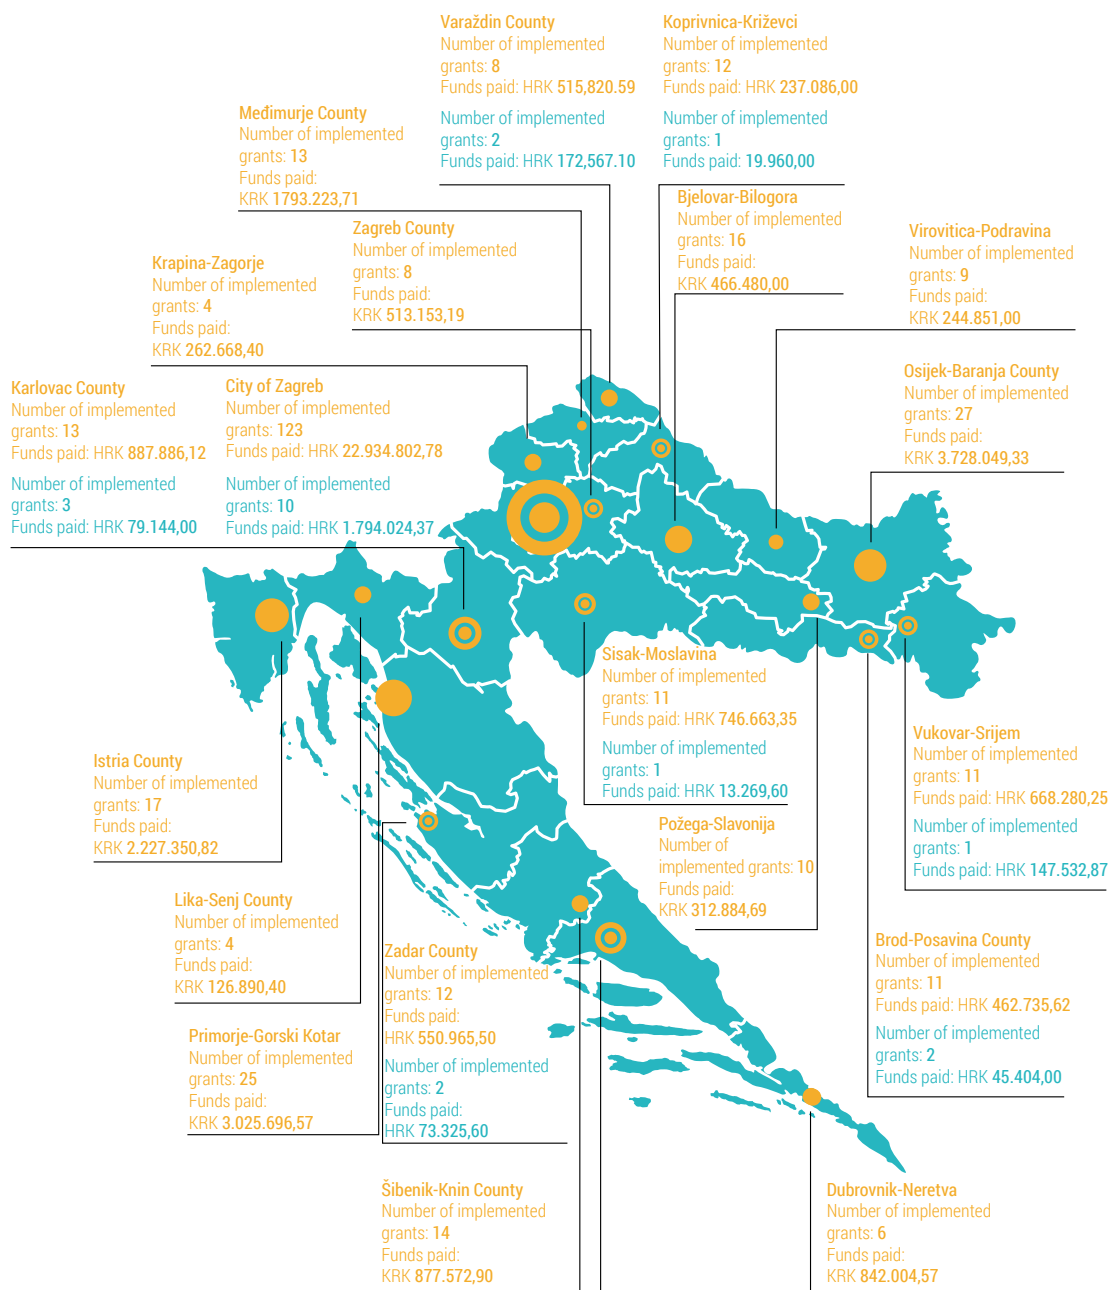 Varaždin County
Number of implemented
grants: 8
Funds paid: HRK 515,820.59
Number of implemented
grants: 2
Funds paid: HRK 172,567.10
Koprivnica-Križevci
Number of implemented
grants: 12
Funds paid: HRK 237.086,00
Number of implemented
grants: 1
Funds paid: HRK 19.960,00
Međimurje County
Number of implemented
grants: 13
Funds paid:
KRK 1793.223,71
Bjelovar-Bilogora
Number of implemented
grants: 16
Funds paid:
KRK 466.480,00
Zagreb County
Number of implemented
grants: 8
Funds paid:
KRK 513.153,19
Virovitica-Podravina
Number of implemented
grants: 9
Funds paid:
KRK 244.851,00
Krapina-Zagorje
Number of implemented
grants: 4
Funds paid:
KRK 262.668,40
Osijek-Baranja County
Number of implemented
grants: 27
Funds paid:
KRK 3.728.049,33
Karlovac County
Number of implemented
grants: 13
Funds paid: HRK 887.886,12
Number of implemented
grants: 3
Funds paid: HRK 79.144,00
City of Zagreb
Number of implemented
grants: 123
Funds paid: HRK 22.934.802,78
Number of implemented
grants: 10
Funds paid: HRK 1.794.024,37
Sisak-Moslavina
Number of implemented
grants: 11
Funds paid: HRK 746.663,35
Number of implemented
grants: 1
Funds paid: HRK 13.269,60
Vukovar-Srijem
Number of implemented
grants: 11
Funds paid: HRK 668.280,25
Number of implemented
grants: 1
Funds paid: HRK 147.532,87
Istria County
Number of implemented
grants: 17
Funds paid:
KRK 2.227.350,82
Požega-Slavonija
Number of
implemented grants: 10
Funds paid:
KRK 312.884,69
Lika-Senj County
Number of implemented
grants: 4
Funds paid:
KRK 126.890,40
Zadar County
Number of implemented
grants: 12
Funds paid:
HRK 550.965,50
Number of implemented
grants: 2
Funds paid:
HRK 73.325,60
Brod-Posavina County
Number of implemented
grants: 11
Funds paid: HRK 462.735,62
Number of implemented
grants: 2
Funds paid: HRK 45.404,00
Primorje-Gorski Kotar
Number of implemented
grants: 25
Funds paid:
KRK 3.025.696,57
Šibenik-Knin County
Number of implemented
grants: 14
Funds paid:
KRK 877.572,90
Dubrovnik-Neretva
Number of implemented
grants: 6
Funds paid:
KRK 842.004,57